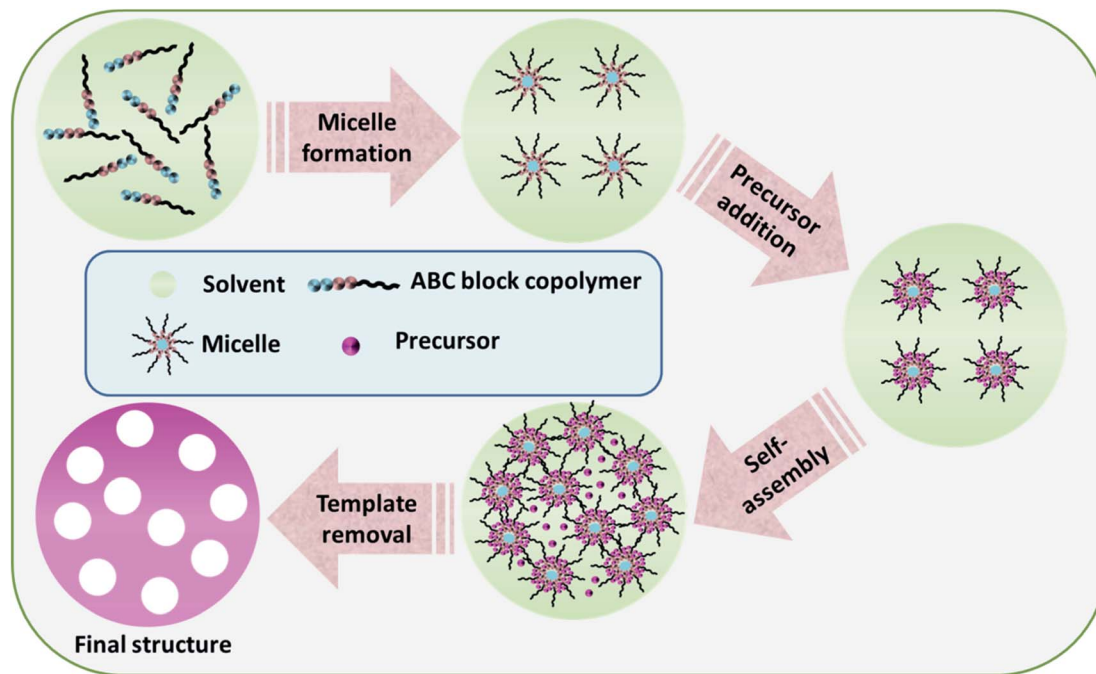 Micelle
formation
Precursor
addition
Solvent
ABC block copolymer
Micelle
Precursor
Self-
assembly
Template
removal
Final structure